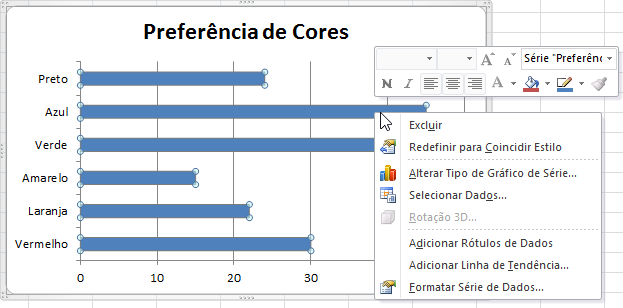 Preferência de Cores
Preto
Azul
Verde
Amarelo
Laranja
Vermelho
0
10
20
30
A A Série "Preferênc
N I A
Excluir
Redefinir para Coincidir Estilo
Alterar Tipo de Gráfico de Série...
Selecionar Dados...
Rotação 3D...
Adicionar Rótulos de Dados
Adicionar Linha de Tendência...
Formatar Série de Dados...